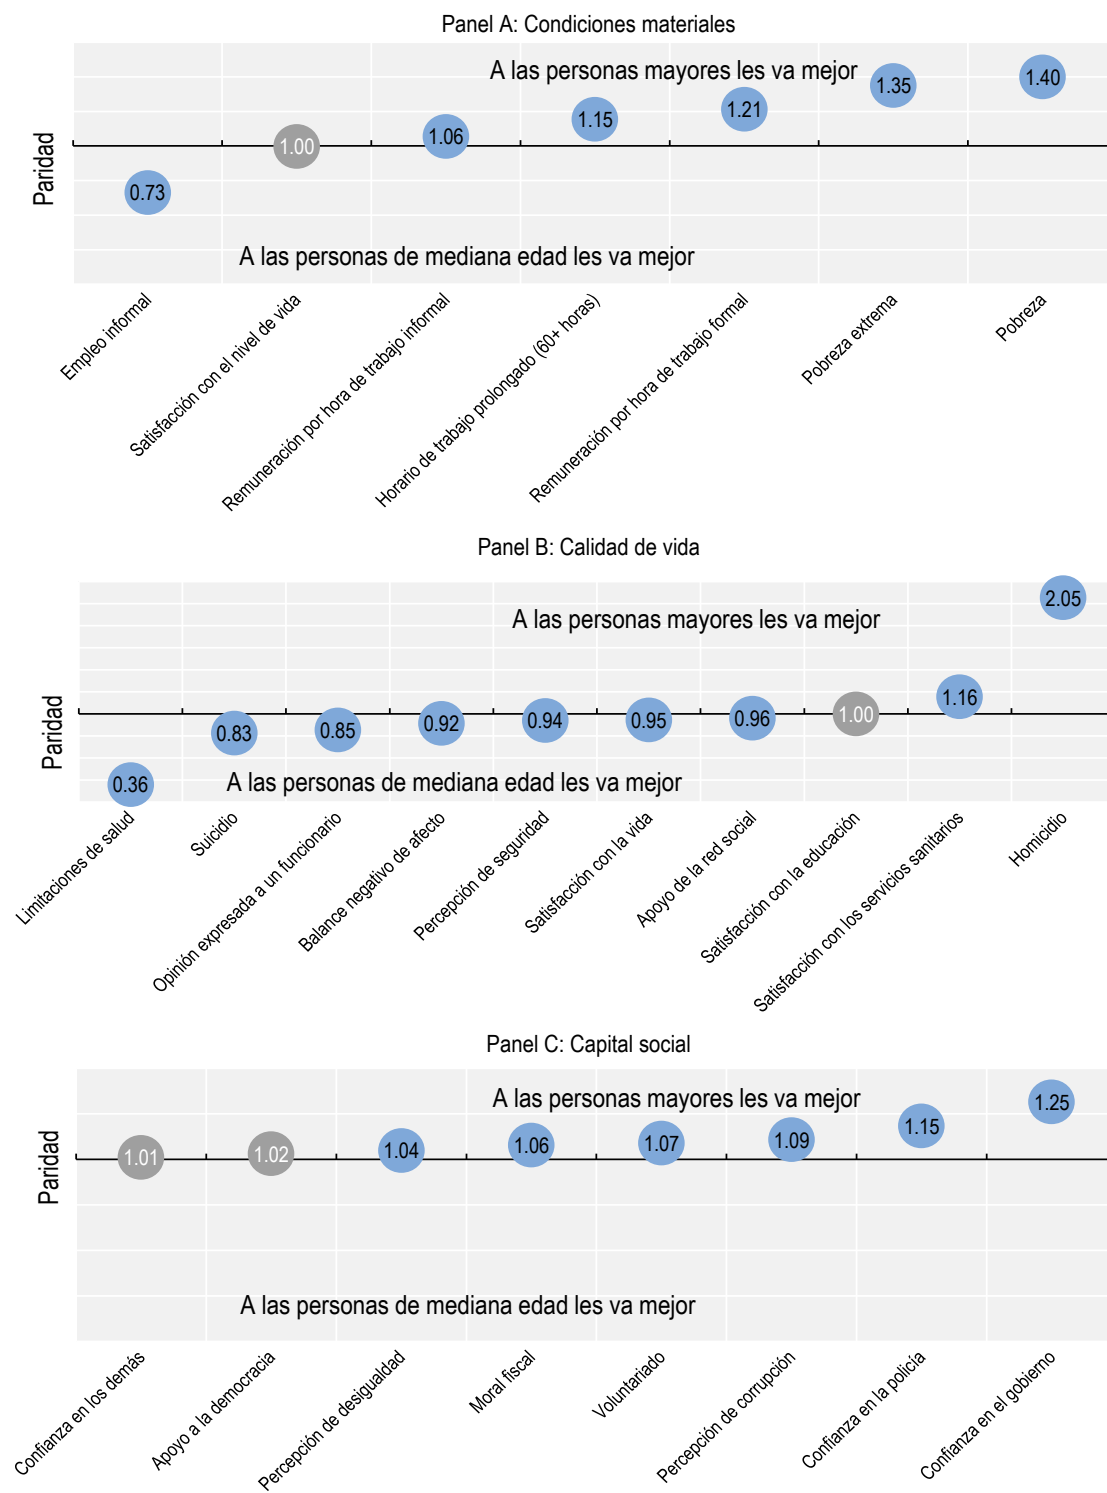 Panel A: Condiciones materiales
A las personas mayores les va mejor
Paridad
0.73
1.00
1.06
1.15
1.21
1.35
1.40
A las personas de mediana edad les va mejor
Empleo informal
Satisfacción con el nivel de vida
Remuneración por hora de trabajo informal
Horario de trabajo prolongado (60+ horas)
Remuneración por hora de trabajo formal
Pobreza extrema
Pobreza
Panel B: Calidad de vida
A las personas mayores les va mejor
Paridad
0.36
0.83
0.85
0.92
0.94
0.95
0.96
1.00
1.16
2.05
A las personas de mediana edad les va mejor
Limitaciones de salud
Suicidio
Opinión expresada a un funcionario
Balance negativo de afecto
Percepción de seguridad
Satisfacción con la vida
Apoyo de la red social
Satisfacción con la educación
Satisfacción con los servicios sanitarios
Homicidio
Panel C: Capital social
A las personas mayores les va mejor
Paridad
1.01
1.02
1.04
1.06
1.07
1.09
1.15
1.25
A las personas de mediana edad les va mejor
Confianza en los demás
Apoyo a la democracia
Percepción de desigualdad
Moral fiscal
Voluntariado
Percepción de corrupción
Confianza en la policía
Confianza en el gobierno